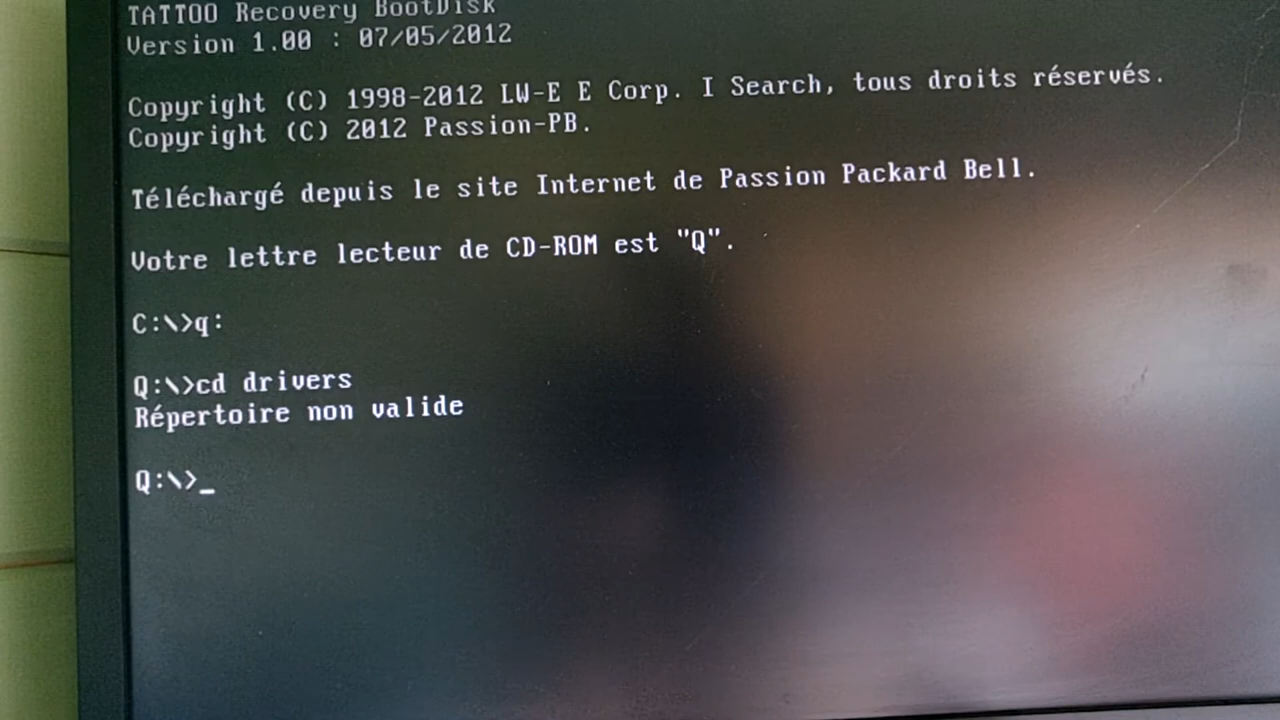 TATTOO Recovery BootDisk
Version 1.00 : 07/05/2012
Copyright (C) 1998-2012 LW-E E Corp. I Search, tous droits réservés.
Copyright (C) 2012 Passion-PB.
Téléchargé depuis le site Internet de Passion Packard Bell.
Votre lettre lecteur de CD-ROM est "Q".
C:\>q:
Q:\>cd drivers
Répertoire non valide
Q:\>_